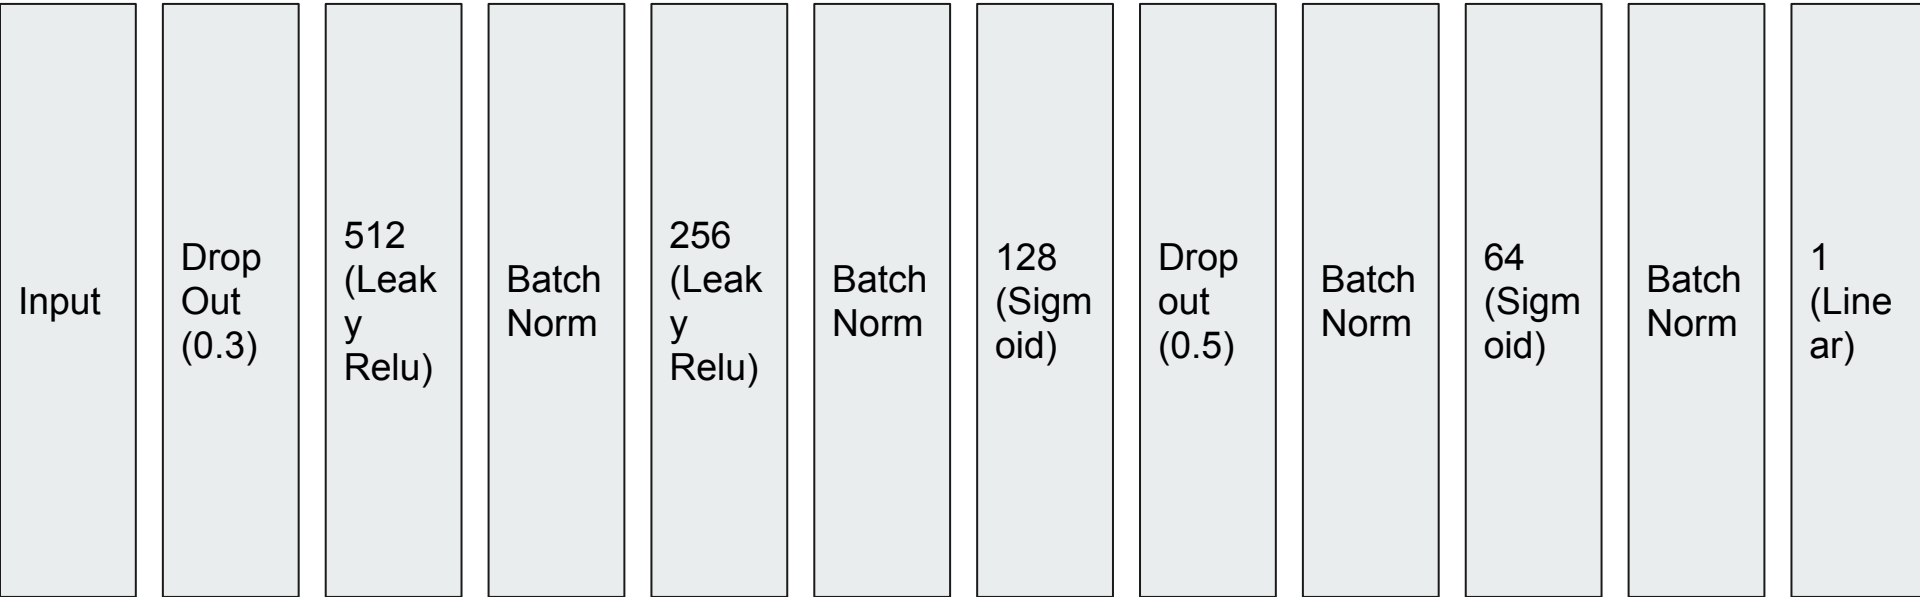 Input
Drop
Out
(0.3)
512
(Leak
y
Relu)
Batch
Norm
256
(Leak
y
Relu)
Batch
Norm
128
(Sigm
oid)
Drop
out
(0.5)
Batch
Norm
64
(Sigm
oid)
Batch
Norm
1
(Line
ar)